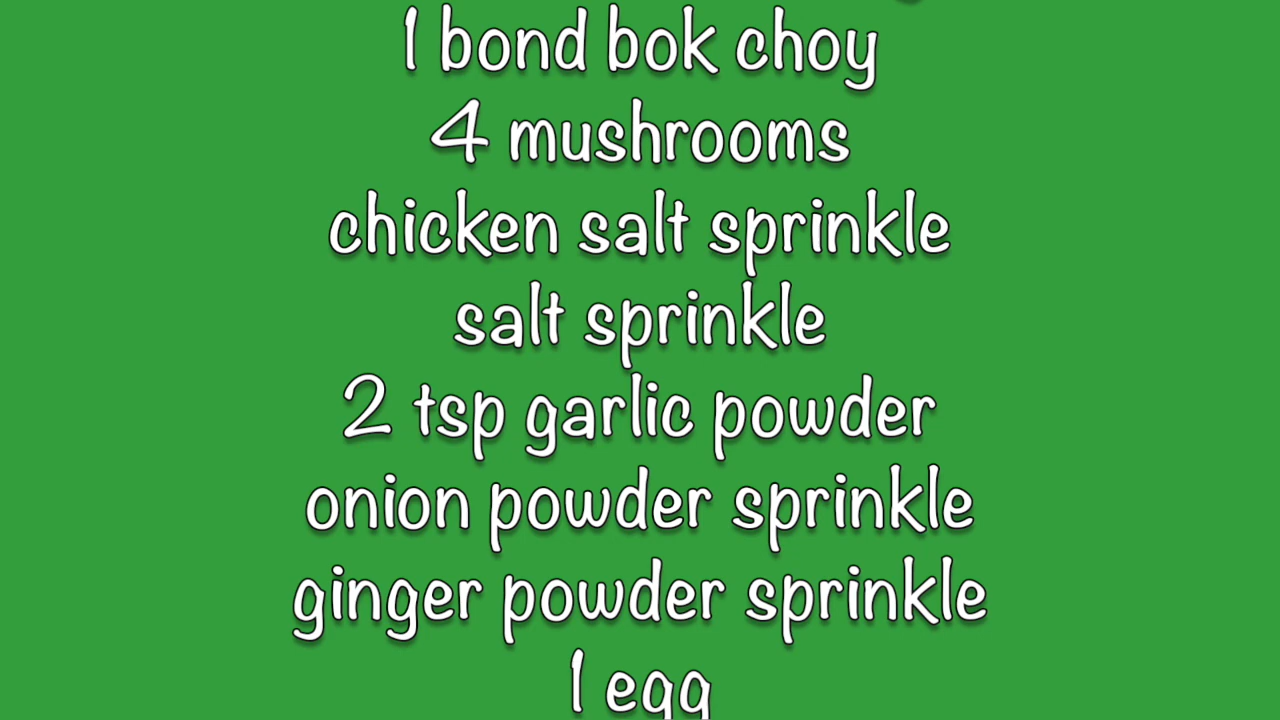 1 bond bok choy
4 mushrooms
chicken salt sprinkle
salt sprinkle
2 tsp garlic powder
onion powder sprinkle
ginger powder sprinkle
1 egg